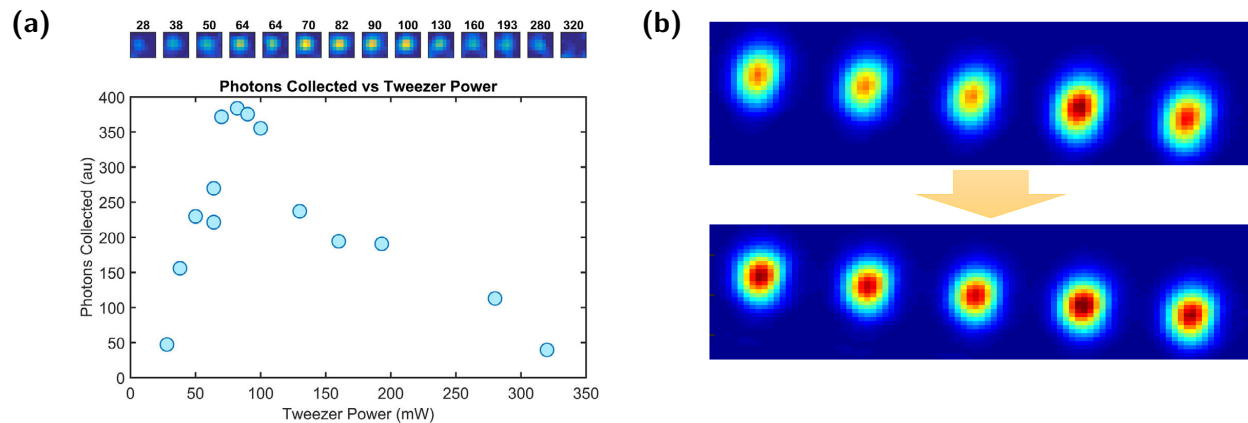 (a)
28 38 50 64 64 70 82 90 100 130 160 193 280 320
Photons Collected vs Tweezer Power
400
350
300
250
200
150
100
50
0
Photons Collected (au)
0 50 100 150 200 250 300 350
Tweezer Power (mW)
(b)